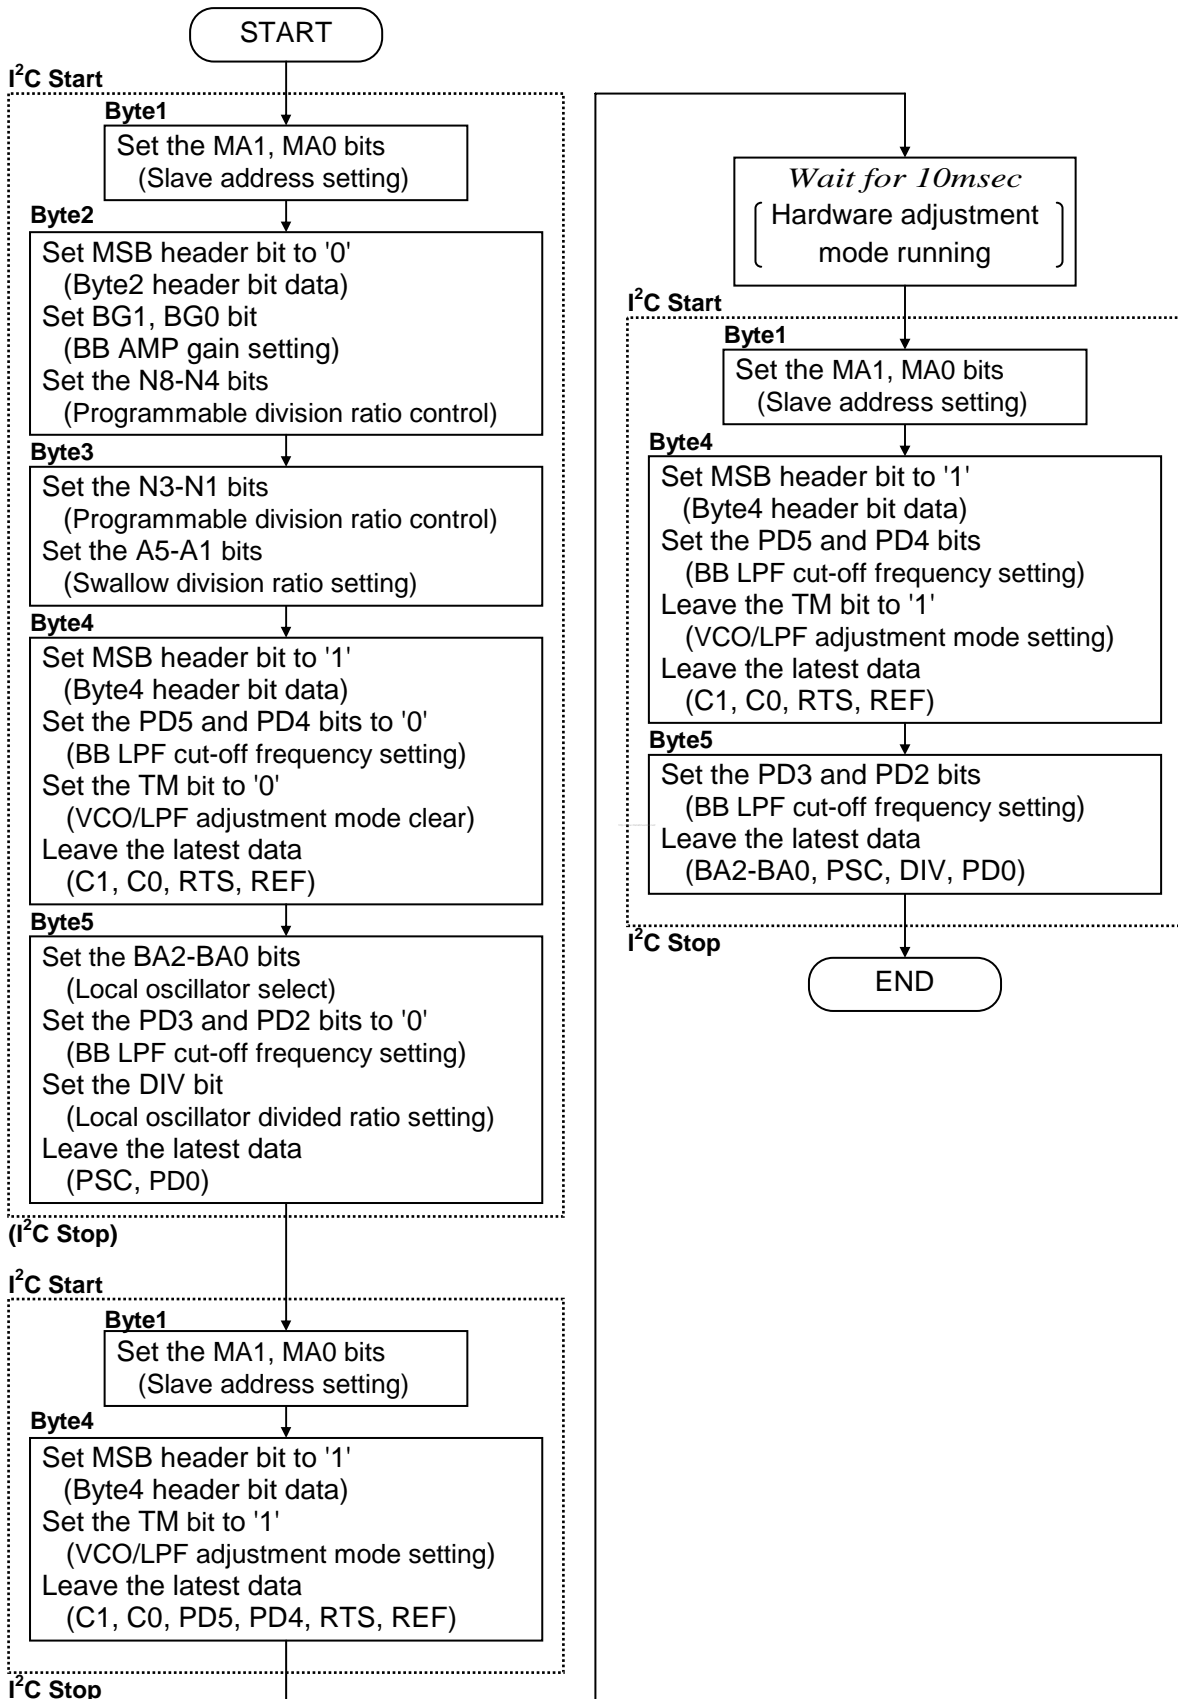 START
I²C Start
Byte1
Set the MA1, MA0 bits
(Slave address setting)
Byte2
Set MSB header bit to '0'
(Byte2 header bit data)
Set BG1, BG0 bit
(BB AMP gain setting)
Set the N8-N4 bits
(Programmable division ratio control)
Byte3
Set the N3-N1 bits
(Programmable division ratio control)
Set the A5-A1 bits
(Swallow division ratio setting)
Byte4
Set MSB header bit to '1'
(Byte4 header bit data)
Set the PD5 and PD4 bits to '0'
(BB LPF cut-off frequency setting)
Set the TM bit to '0'
(VCO/LPF adjustment mode clear)
Leave the latest data
(C1, C0, RTS, REF)
Byte5
Set the BA2-BA0 bits
(Local oscillator select)
Set the PD3 and PD2 bits to '0'
(BB LPF cut-off frequency setting)
Set the DIV bit
(Local oscillator divided ratio setting)
Leave the latest data
(PSC, PD0)
(I²C Stop)
I²C Start
Byte1
Set the MA1, MA0 bits
(Slave address setting)
Byte4
Set MSB header bit to '1'
(Byte4 header bit data)
Set the TM bit to '1'
(VCO/LPF adjustment mode setting)
Leave the latest data
(C1, C0, PD5, PD4, RTS, REF)
I²C Stop
Wait for 10msec
Hardware adjustment
mode running
I²C Start
Byte1
Set the MA1, MA0 bits
(Slave address setting)
Byte4
Set MSB header bit to '1'
(Byte4 header bit data)
Set the PD5 and PD4 bits
(BB LPF cut-off frequency setting)
Leave the TM bit to '1'
(VCO/LPF adjustment mode setting)
Leave the latest data
(C1, C0, RTS, REF)
Byte5
Set the PD3 and PD2 bits
(BB LPF cut-off frequency setting)
Leave the latest data
(BA2-BA0, PSC, DIV, PD0)
I²C Stop
END